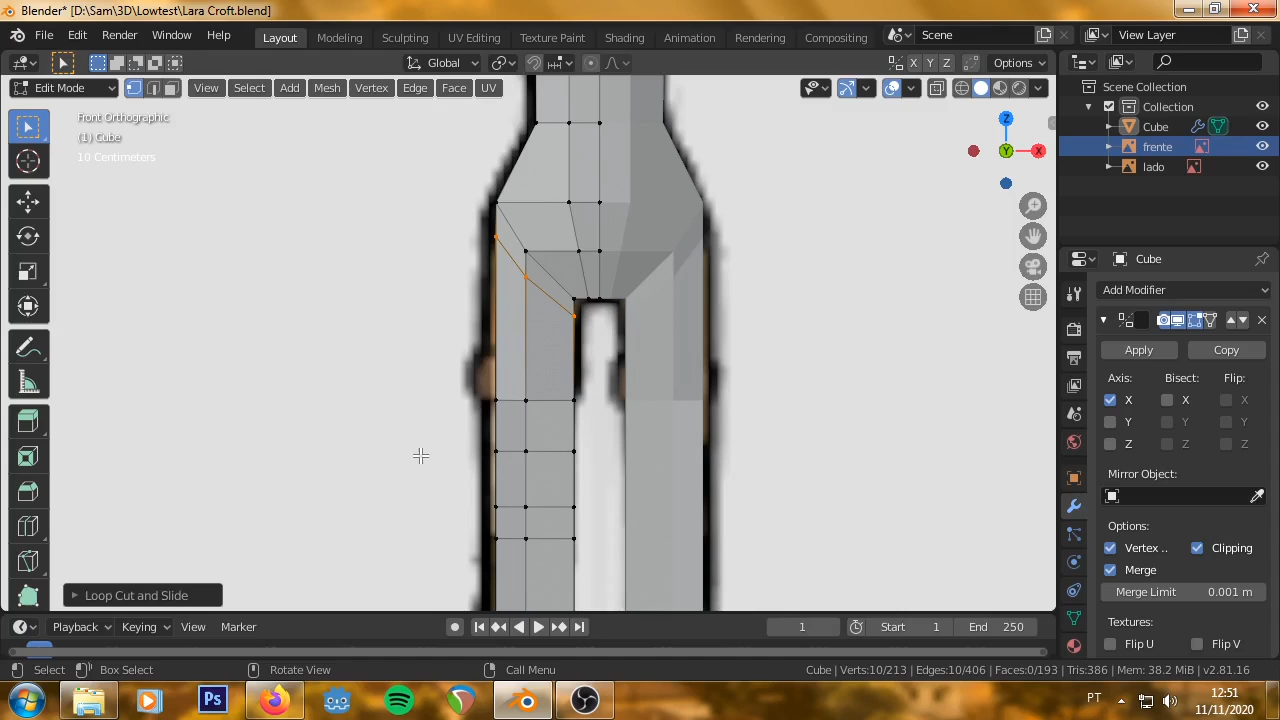 Blender* [D:\Sam\3D\Lowtest\Lara Croft.blend]
File Edit Render Window Help Layout Modeling Sculpting UV Editing Texture Paint Shading Animation Rendering Compositing Scene View Layer
Global X Y Z Options
Edit Mode View Select Add Mesh Vertex Edge Face UV
Front Orthographic
(1) Cube
10 Centimeters
Z
Y
X
Scene Collection
Collection
Cube
frente
lado
Cube
Add Modifier
Apply Copy
Axis: Bisect: Flip:
X X X
Y Y Y
Z Z Z
Mirror Object:
Options:
Vertex .. Clipping
Merge
Merge Limit 0.001 m
Textures:
Flip U Flip V
Loop Cut and Slide
Playback Keying View Marker 1 Start 1 End 250
Select Box Select Rotate View Call Menu Cube | Verts:10/213 | Edges:10/406 | Faces:0/193 | Tris:386 | Mem: 38.2 MiB | v2.81.16
Ps PT 12:51
11/11/2020